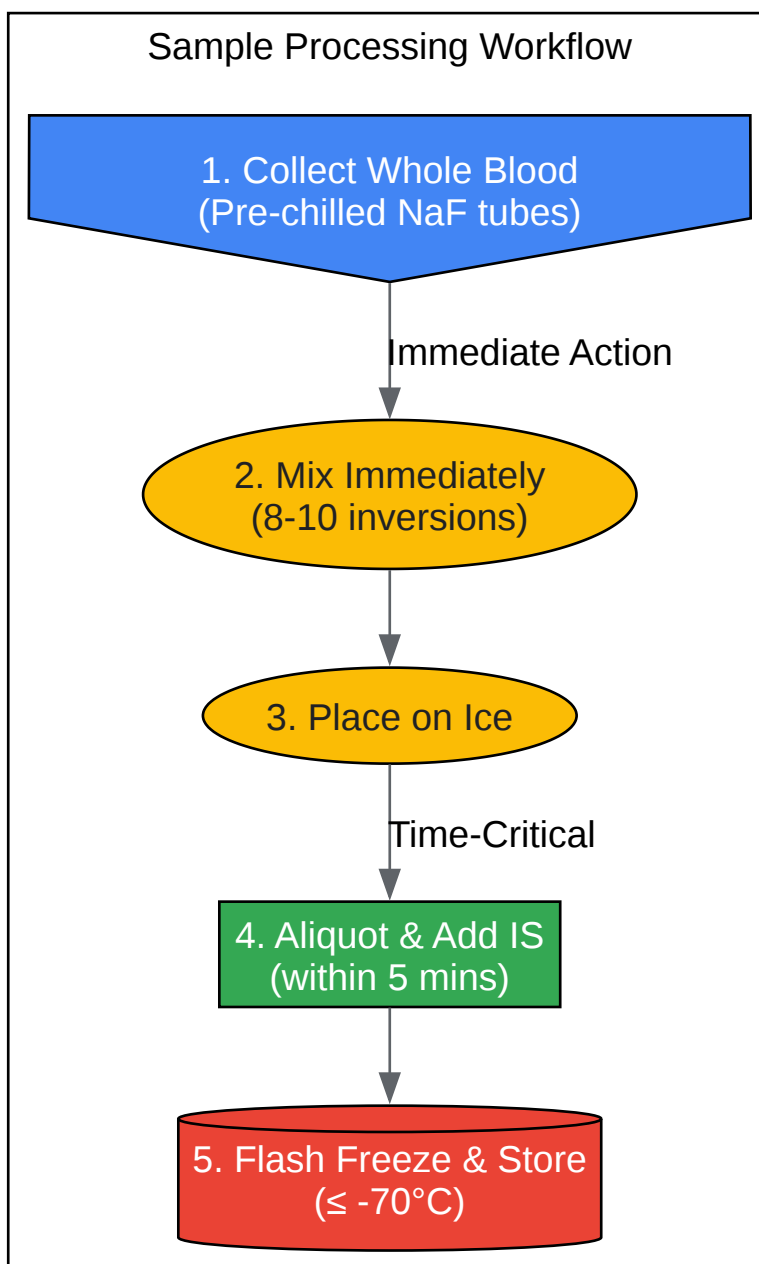 Sample Processing Workflow
1. Collect Whole Blood
(Pre-chilled NaF tubes)
Immediate Action
2. Mix Immediately
(8-10 inversions)
3. Place on Ice
Time-Critical
4. Aliquot & Add IS
(within 5 mins)
5. Flash Freeze & Store
(≤ -70°C)